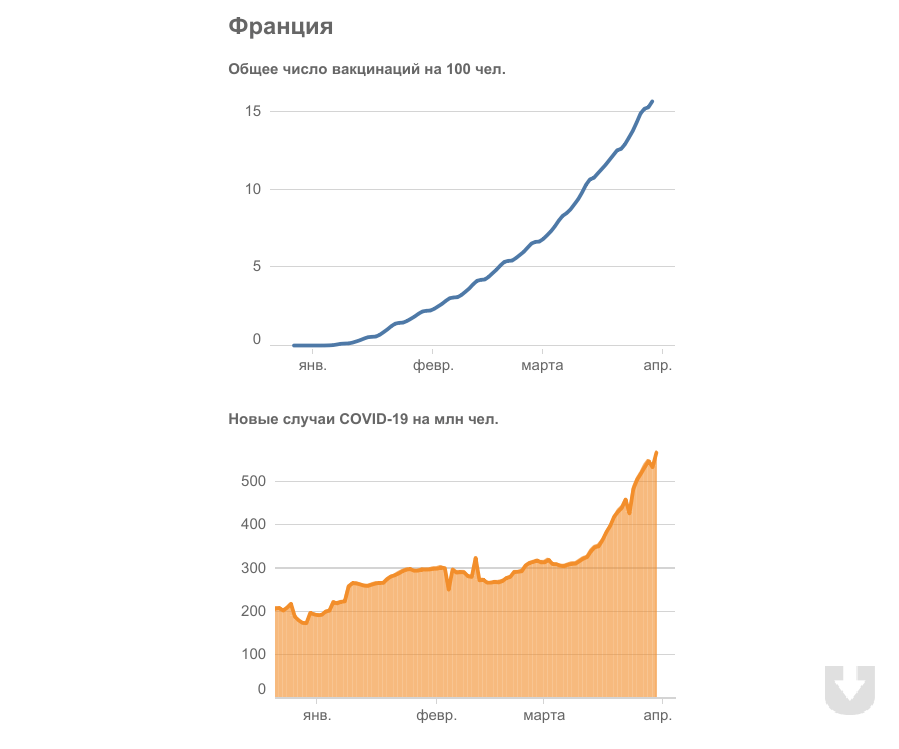 Франция
Общее число вакцинаций на 100 чел.
15
10
5
0
янв. февр. марта апр.
Новые случаи COVID-19 на млн чел.
500
400
300
200
100
0
янв. февр. марта апр.